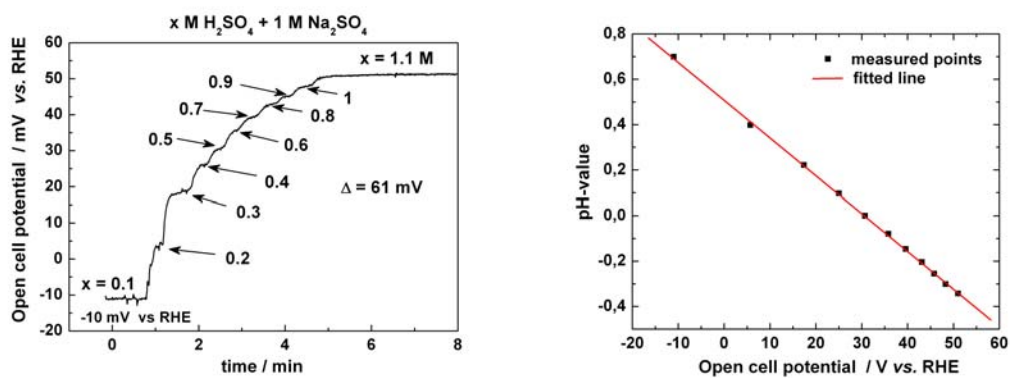 x M H₂SO₄ + 1 M Na₂SO₄
Open cell potential / mV vs. RHE
60
50
40
30
20
10
0
-10
-20
x = 1.1 M
0.9
1
0.7
0.8
0.5
0.6
0.4
Δ = 61 mV
0.3
0.2
x = 0.1
-10 mV vs RHE
0 2 4 6 8
time / min
pH-value
0,8
0,6
0,4
0,2
0,0
-0,2
-0,4
measured points
fitted line
-20 -10 0 10 20 30 40 50 60
Open cell potential / V vs. RHE